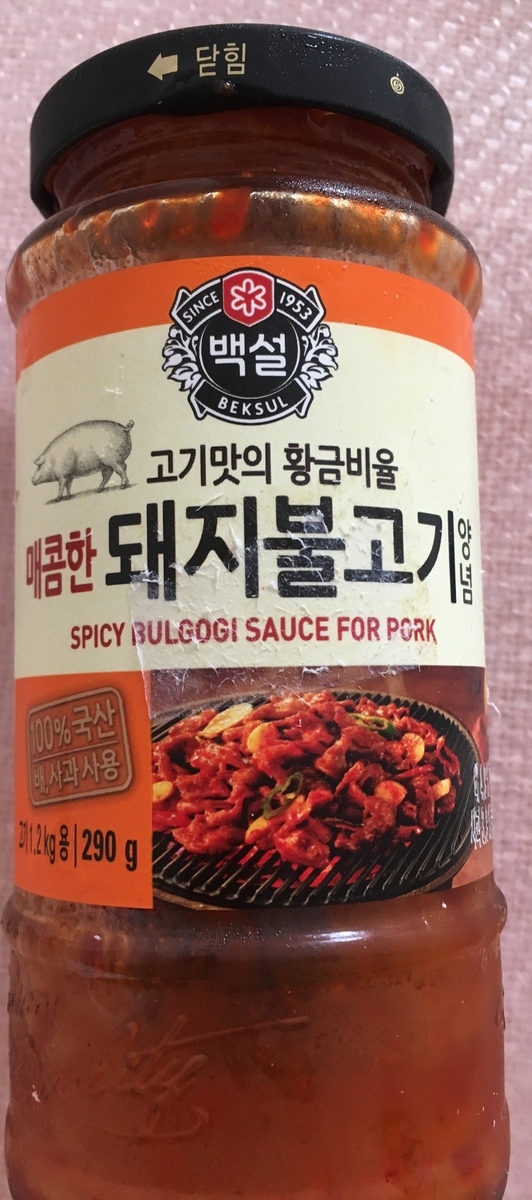 닫힘
SINCE 1953
백설
BEKSUL
고기맛의 황금비율
매콤한 돼지불고기 양념
SPICY BULGOGI SAUCE FOR PORK
100% 국산
배, 사과 사용
고기 1.2kg용 | 290 g